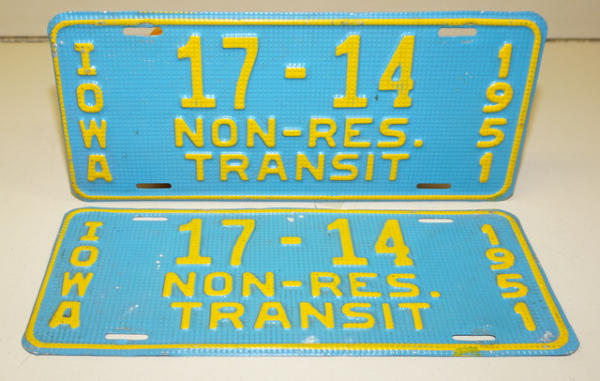 IOWA
17-14
NON-RES.
TRANSIT
1951
IOWA
17-14
NON-RES.
TRANSIT
1951